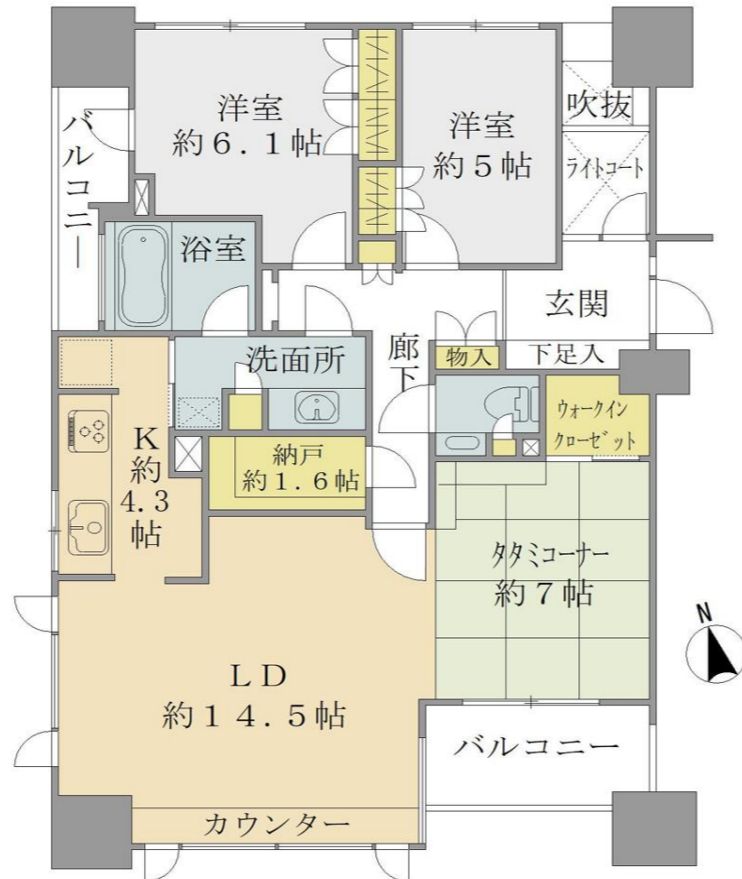 洋室
約6.1帖
洋室
約5帖
吹抜
ライトコート
バルコニー
浴室
玄関
下足入
物入
廊下
洗面所
納戸
約1.6帖
ウォークイン
クローゼット
K
約
4.3
帖
タタミコーナー
約7帖
N
LD
約14.5帖
バルコニー
カウンター